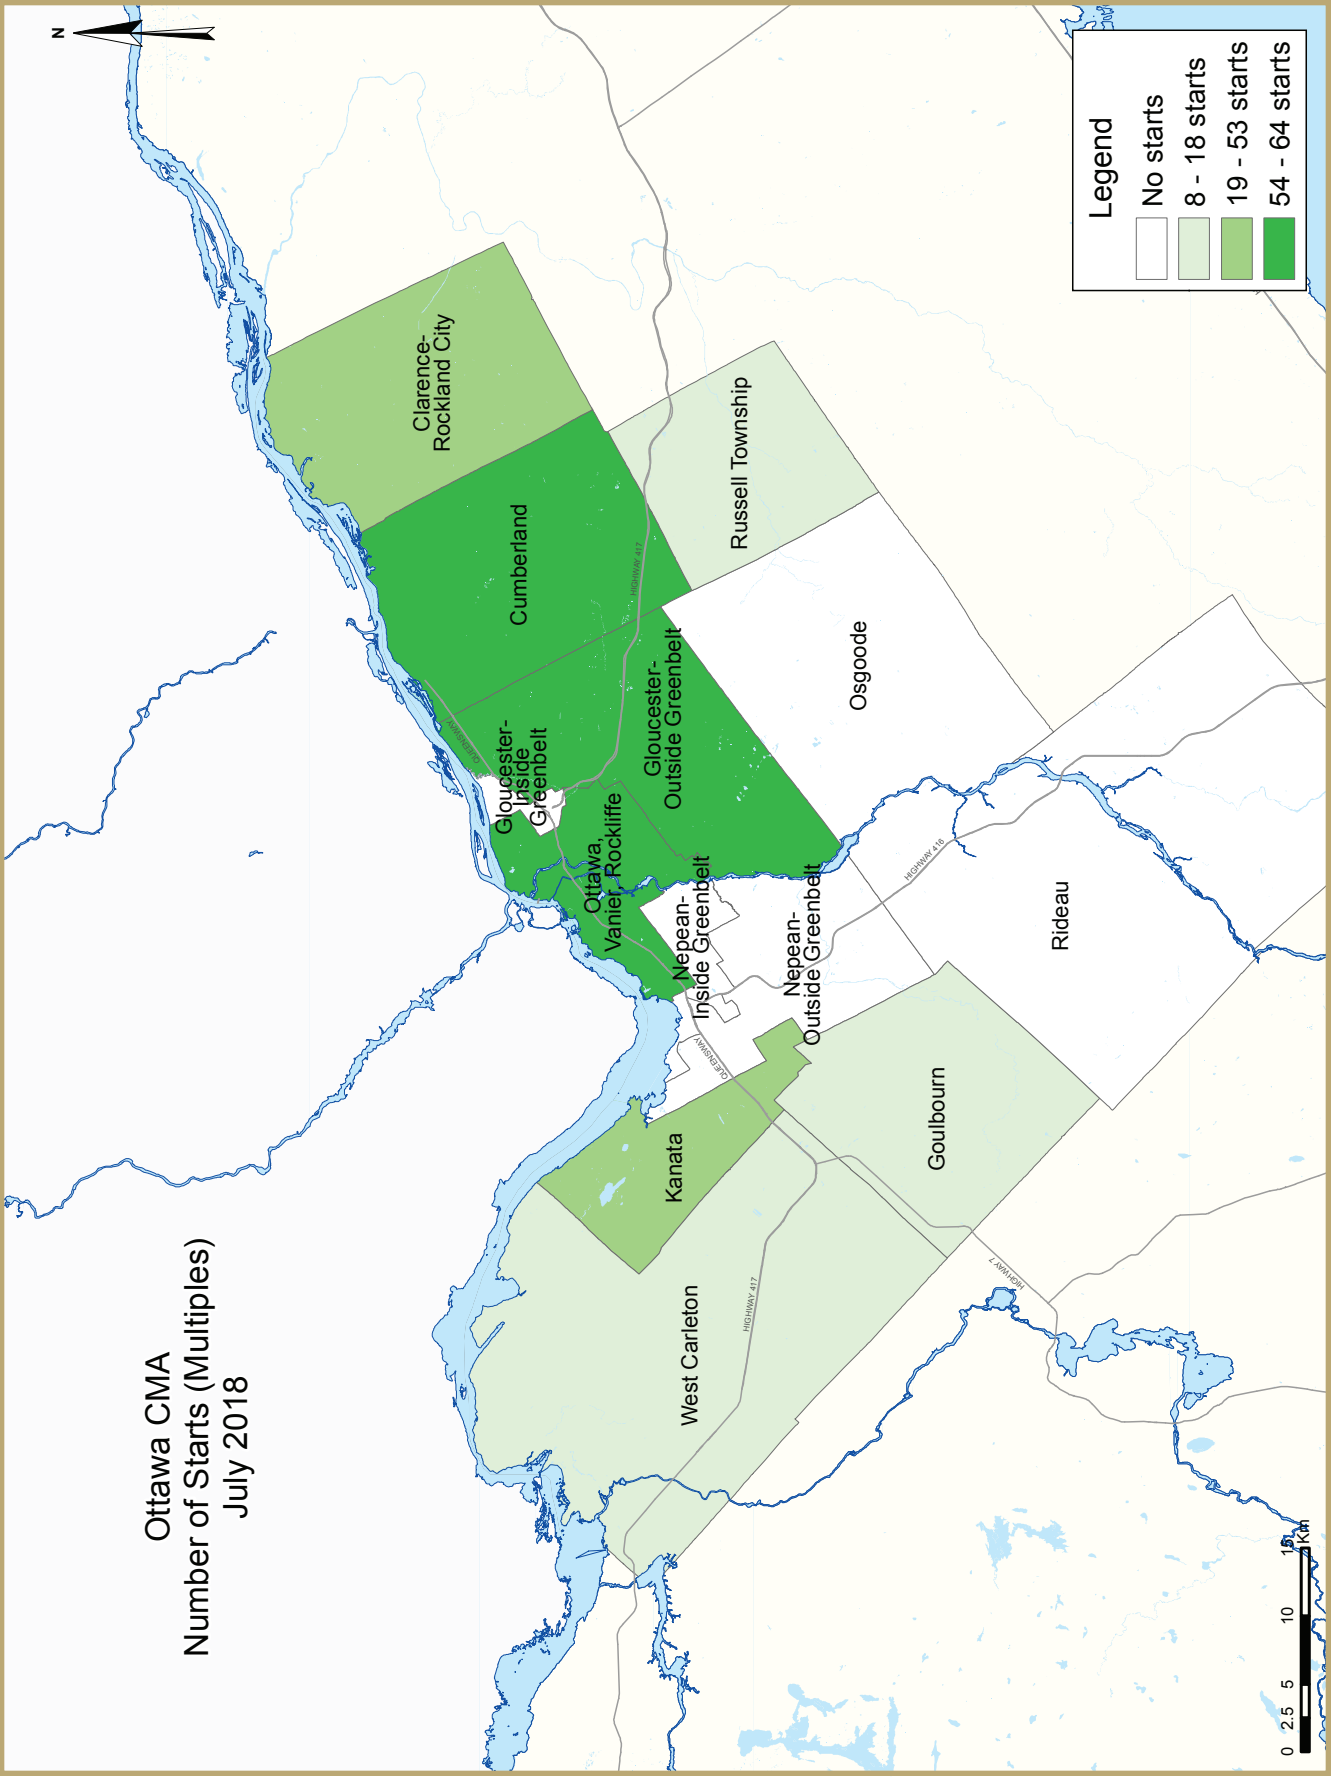 Ottawa CMA
Number of Starts (Multiples)
July 2018
N
West Carleton
Kanata
Goulbourn
Nepean-
Inside Greenbelt
Nepean-
Outside Greenbelt
Rideau
Ottawa,
Vanier, Rockliffe
Gloucester-
Inside
Greenbelt
Gloucester-
Outside Greenbelt
Osgoode
Cumberland
Russell Township
Clarence-
Rockland City
HIGHWAY 417
HIGHWAY 7
QUEENSWAY
HIGHWAY 416
QUEENSWAY
HIGHWAY 417
Legend
No starts
8 - 18 starts
19 - 53 starts
54 - 64 starts
0 2.5 5 10 15
Km